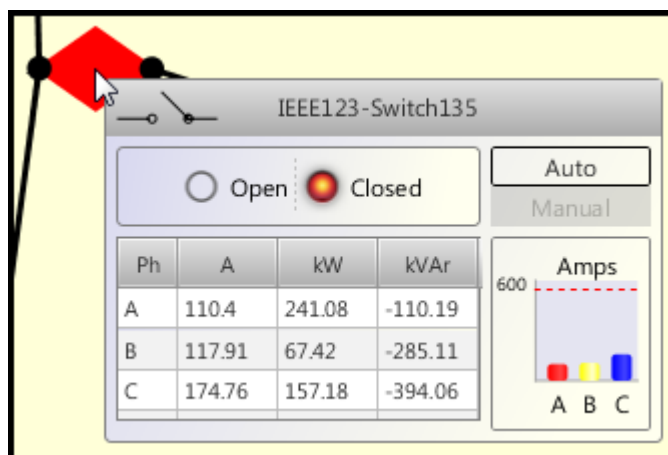 IEEE123-Switch135
Open Closed
Auto
Manual
Ph A kW kVAr
A 110.4 241.08 -110.19
B 117.91 67.42 -285.11
C 174.76 157.18 -394.06
Amps
600
A B C